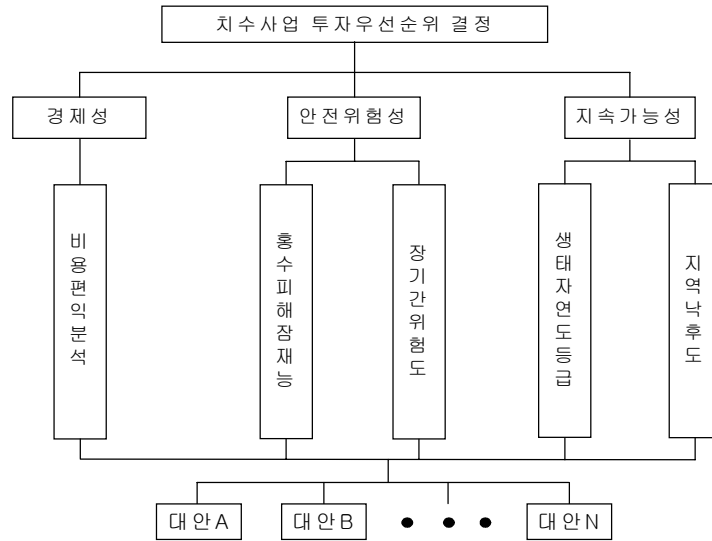 치수사업 투자우선순위 결정
경제성
안전위험성
지속가능성
비용편익분석
홍수피해잠재능
장기간위험도
생태자연도등급
지역낙후도
대안A
대안B
● ● ●
대안N